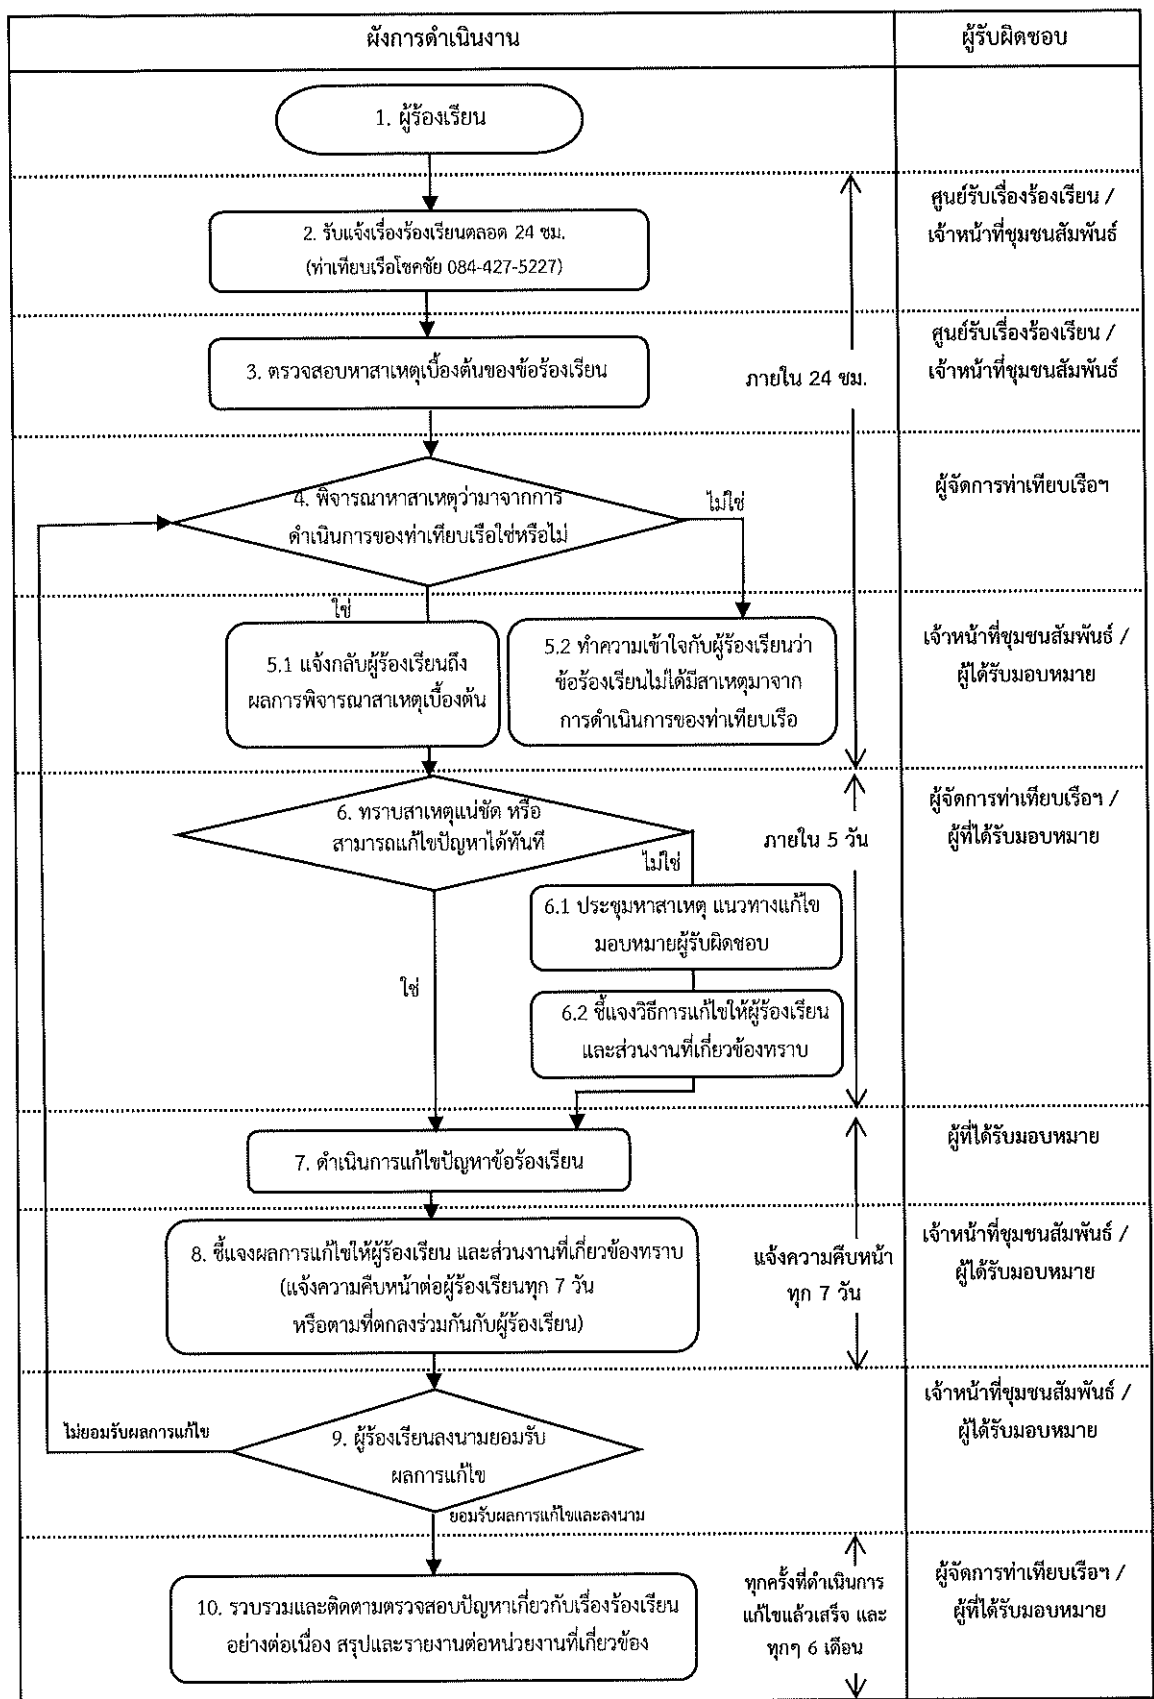 ผังการดำเนินงาน
ผู้รับผิดชอบ
1. ผู้ร้องเรียน
2. รับแจ้งเรื่องร้องเรียนตลอด 24 ชม.
(ท่าเทียบเรือโชคชัย 084-427-5227)
ศูนย์รับเรื่องร้องเรียน /
เจ้าหน้าที่ชุมชนสัมพันธ์
3. ตรวจสอบหาสาเหตุเบื้องต้นของข้อร้องเรียน
ภายใน 24 ชม.
ศูนย์รับเรื่องร้องเรียน /
เจ้าหน้าที่ชุมชนสัมพันธ์
4. พิจารณาหาสาเหตุว่ามาจากการ
ดำเนินการของท่าเทียบเรือใช่หรือไม่
ไม่ใช่
ผู้จัดการท่าเทียบเรือฯ
ใช่
5.1 แจ้งกลับผู้ร้องเรียนถึง
ผลการพิจารณาสาเหตุเบื้องต้น
5.2 ทำความเข้าใจกับผู้ร้องเรียนว่า
ข้อร้องเรียนไม่ได้มีสาเหตุมาจาก
การดำเนินการของท่าเทียบเรือ
เจ้าหน้าที่ชุมชนสัมพันธ์ /
ผู้ได้รับมอบหมาย
6. ทราบสาเหตุแน่ชัด หรือ
สามารถแก้ไขปัญหาได้ทันที
ไม่ใช่
ภายใน 5 วัน
ผู้จัดการท่าเทียบเรือฯ /
ผู้ที่ได้รับมอบหมาย
6.1 ประชุมหาสาเหตุ แนวทางแก้ไข
มอบหมายผู้รับผิดชอบ
ใช่
6.2 ชี้แจงวิธีการแก้ไขให้ผู้ร้องเรียน
และส่วนงานที่เกี่ยวข้องทราบ
7. ดำเนินการแก้ไขปัญหาข้อร้องเรียน
ผู้ที่ได้รับมอบหมาย
8. ชี้แจงผลการแก้ไขให้ผู้ร้องเรียน และส่วนงานที่เกี่ยวข้องทราบ
(แจ้งความคืบหน้าต่อผู้ร้องเรียนทุก 7 วัน
หรือตามที่ตกลงร่วมกันกับผู้ร้องเรียน)
แจ้งความคืบหน้า
ทุก 7 วัน
เจ้าหน้าที่ชุมชนสัมพันธ์ /
ผู้ได้รับมอบหมาย
ไม่ยอมรับผลการแก้ไข
9. ผู้ร้องเรียนลงนามยอมรับ
ผลการแก้ไข
เจ้าหน้าที่ชุมชนสัมพันธ์ /
ผู้ได้รับมอบหมาย
ยอมรับผลการแก้ไขและลงนาม
10. รวบรวมและติดตามตรวจสอบปัญหาเกี่ยวกับเรื่องร้องเรียน
อย่างต่อเนื่อง สรุปและรายงานต่อหน่วยงานที่เกี่ยวข้อง
ทุกครั้งที่ดำเนินการ
แก้ไขแล้วเสร็จ และ
ทุกๆ 6 เดือน
ผู้จัดการท่าเทียบเรือฯ /
ผู้ที่ได้รับมอบหมาย